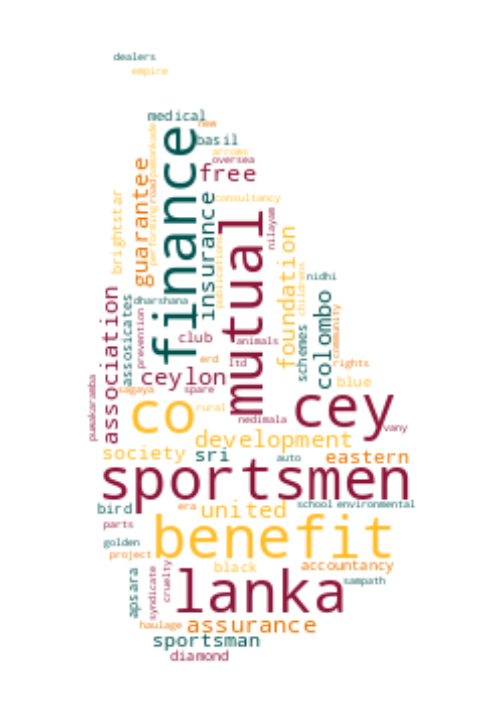 dealers
empire
medical
new
basil
arrows
oversea
free
finance
guarantee
consultancy
insurance
brightstar
mutual
nilayam
publications
foundation
childrens
nidhi
dharshana
colombo
association
assosicates
prevention
schemes
community
club
animals
erd
ltd
rights
ceylon
blue
sagaya
spare
puwakaramba
co
rural
cey
nedimala
vany
development
society
sri
auto
eastern
sportsmen
bird
era
united
school
environmental
parts
golden
benefit
project
black
accountancy
apsara
syndicate
cruelty
lanka
sampath
haulage
assurance
sportsman
diamond